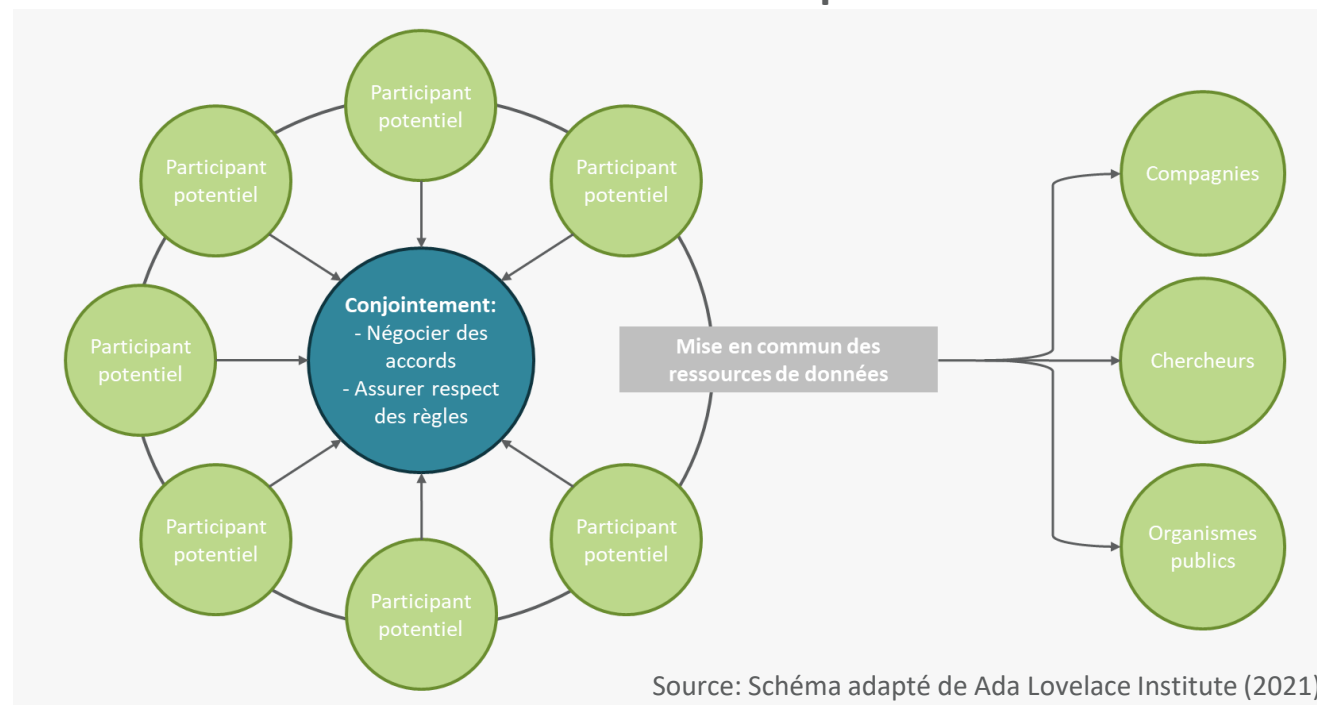 Participant
potentiel
Participant
potentiel
Participant
potentiel
Participant
potentiel
Participant
potentiel
Participant
potentiel
Participant
potentiel
Conjointement:
- Négocier des
accords
- Assurer respect
des règles
Mise en commun des
ressources de données
Compagnies
Chercheurs
Organismes
publics
Source: Schéma adapté de Ada Lovelace Institute (2021)